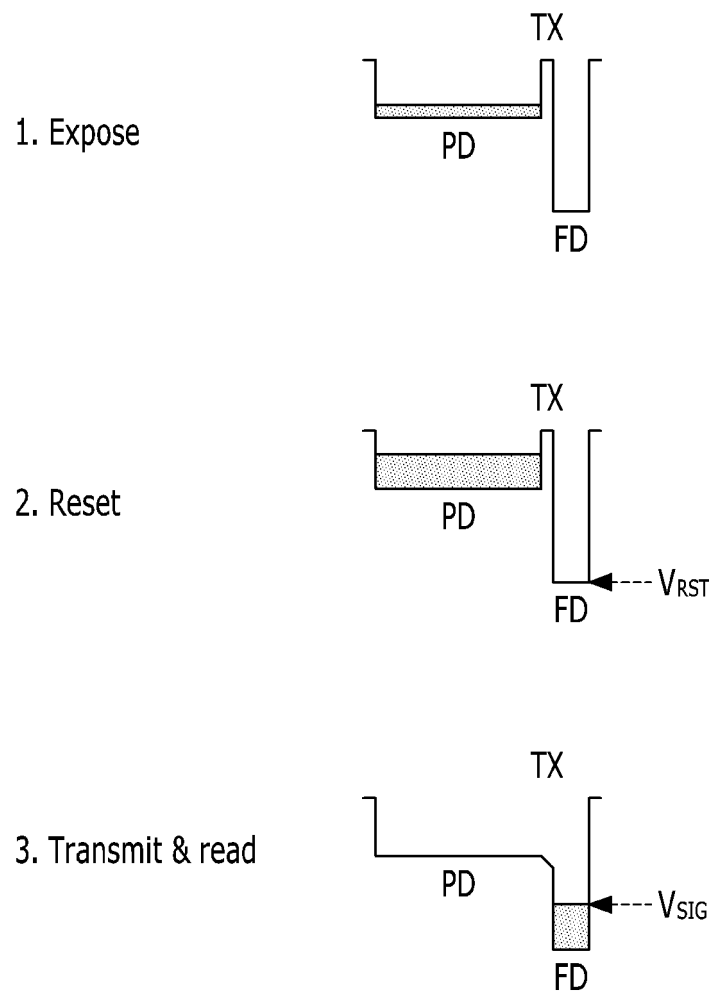 TX
1. Expose
PD
FD
TX
2. Reset
PD
VRST
FD
TX
3. Transmit & read
PD
VSIG
FD